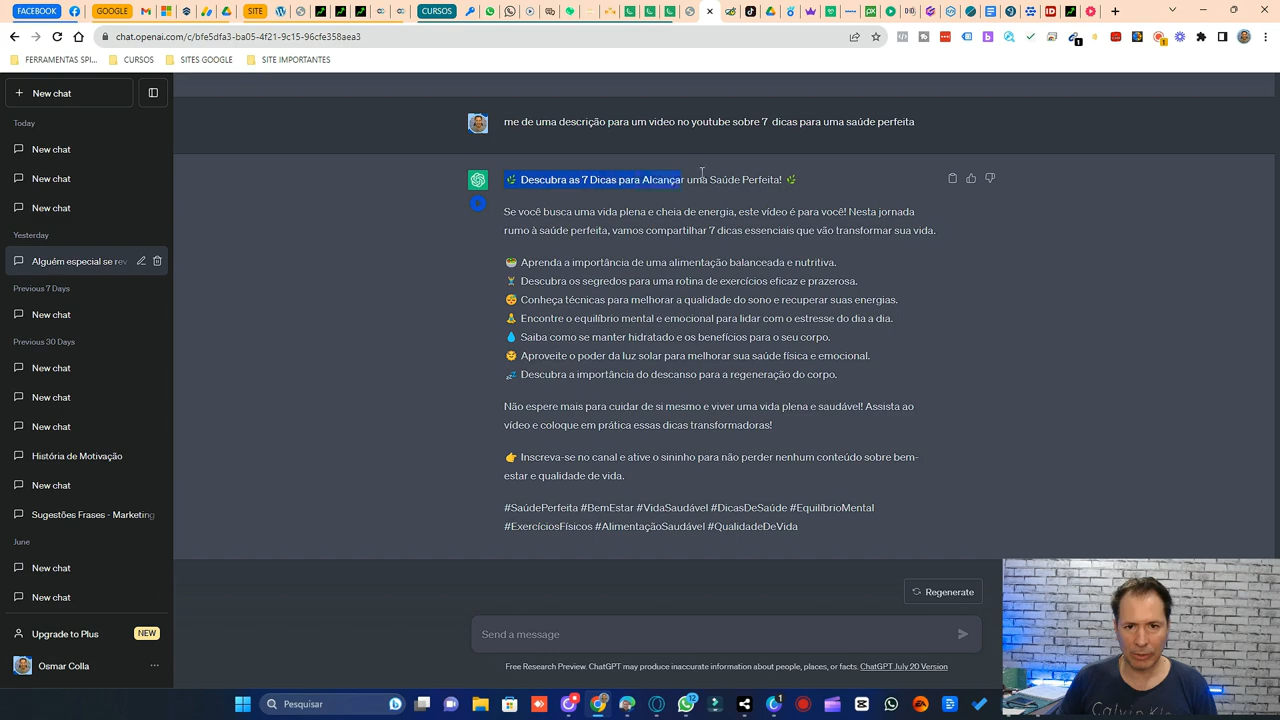 FACEBOOK
GOOGLE
SITE
CURSOS
chat.openai.com/c/bfe5dfa3-ba05-4f21-9c15-96cfe358aea3
FERRAMENTAS SPI...
CURSOS
SITES GOOGLE
SITE IMPORTANTES
New chat
Today
New chat
New chat
New chat
Yesterday
Alguém especial se rev
Previous 7 Days
New chat
Previous 30 Days
New chat
New chat
New chat
História de Motivação
New chat
Sugestões Frases - Marketing
June
New chat
New chat
Upgrade to Plus
NEW
Osmar Colla
me de uma descrição para um video no youtube sobre 7 dicas para uma saúde perfeita
🌿 Descubra as 7 Dicas para Alcançar uma Saúde Perfeita! 🌿
Se você busca uma vida plena e cheia de energia, este vídeo é para você! Nesta jornada
rumo à saúde perfeita, vamos compartilhar 7 dicas essenciais que vão transformar sua vida.
🥗 Aprenda a importância de uma alimentação balanceada e nutritiva.
🏋️ Descubra os segredos para uma rotina de exercícios eficaz e prazerosa.
😴 Conheça técnicas para melhorar a qualidade do sono e recuperar suas energias.
🧘 Encontre o equilíbrio mental e emocional para lidar com o estresse do dia a dia.
💧 Saiba como se manter hidratado e os benefícios para o seu corpo.
🌞 Aproveite o poder da luz solar para melhorar sua saúde física e emocional.
💤 Descubra a importância do descanso para a regeneração do corpo.
Não espere mais para cuidar de si mesmo e viver uma vida plena e saudável! Assista ao
vídeo e coloque em prática essas dicas transformadoras!
👉 Inscreva-se no canal e ative o sininho para não perder nenhum conteúdo sobre bem-
estar e qualidade de vida.
#SaúdePerfeita #BemEstar #VidaSaudável #DicasDeSaúde #EquilíbrioMental
#ExercíciosFísicos #AlimentaçãoSaudável #QualidadeDeVida
Regenerate
Send a message
Free Research Preview. ChatGPT may produce inaccurate information about people, places, or facts. ChatGPT July 20 Version
Pesquisar
12
1
Calvin Kle